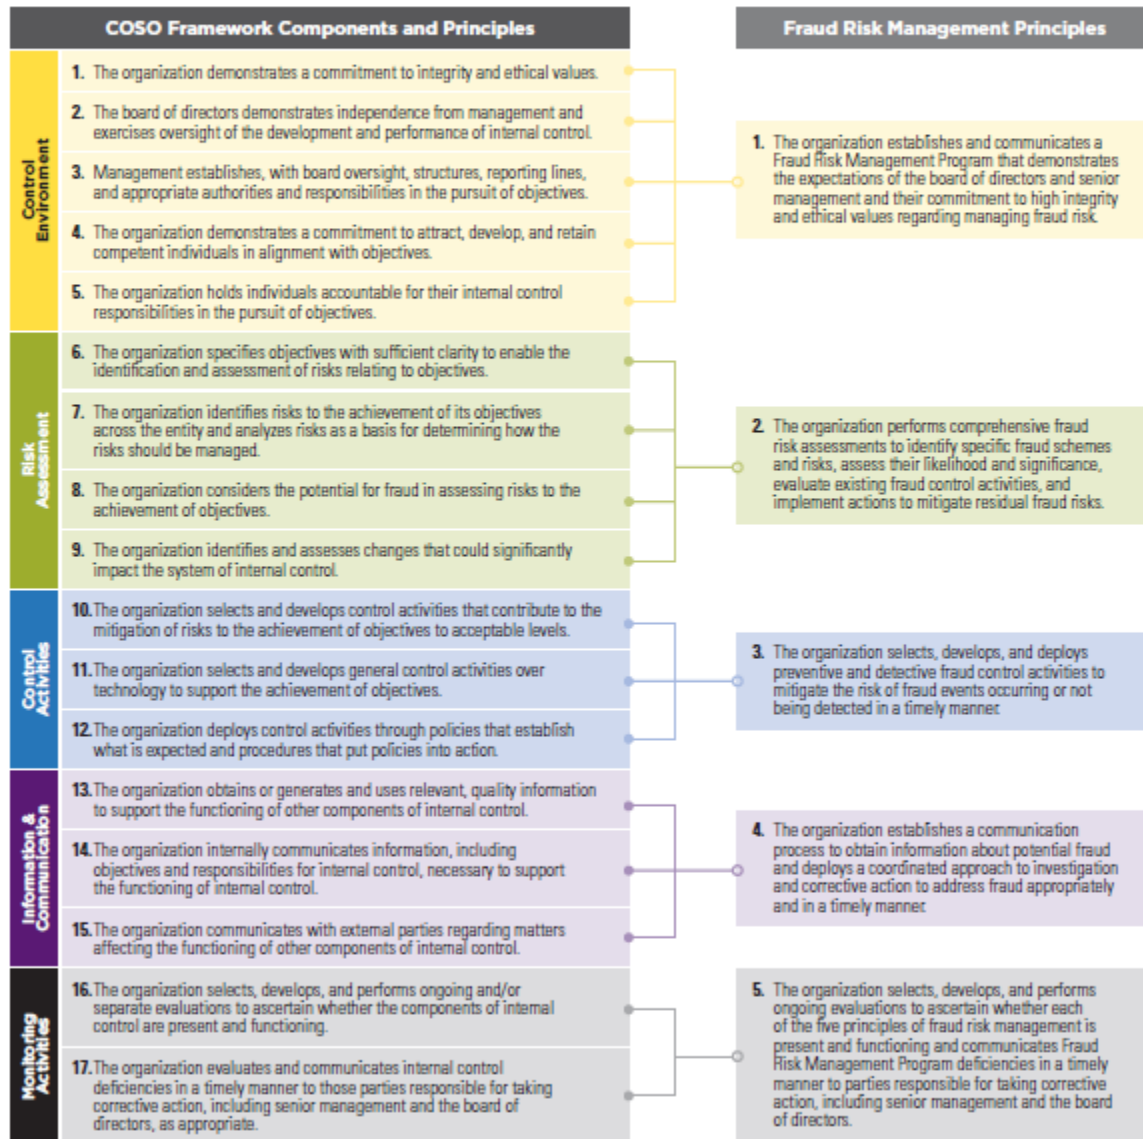 COSO Framework Components and Principles
Fraud Risk Management Principles
Control
Environment
1. The organization demonstrates a commitment to integrity and ethical values.
2. The board of directors demonstrates independence from management and
exercises oversight of the development and performance of internal control.
3. Management establishes, with board oversight, structures, reporting lines,
and appropriate authorities and responsibilities in the pursuit of objectives.
4. The organization demonstrates a commitment to attract, develop, and retain
competent individuals in alignment with objectives.
5. The organization holds individuals accountable for their internal control
responsibilities in the pursuit of objectives.
1. The organization establishes and communicates a
Fraud Risk Management Program that demonstrates
the expectations of the board of directors and senior
management and their commitment to high integrity
and ethical values regarding managing fraud risk.
Risk
Assessment
6. The organization specifies objectives with sufficient clarity to enable the
identification and assessment of risks relating to objectives.
7. The organization identifies risks to the achievement of its objectives
across the entity and analyzes risks as a basis for determining how the
risks should be managed.
8. The organization considers the potential for fraud in assessing risks to the
achievement of objectives.
9. The organization identifies and assesses changes that could significantly
impact the system of internal control.
2. The organization performs comprehensive fraud
risk assessments to identify specific fraud schemes
and risks, assess their likelihood and significance,
evaluate existing fraud control activities, and
implement actions to mitigate residual fraud risks.
Control
Activities
10. The organization selects and develops control activities that contribute to the
mitigation of risks to the achievement of objectives to acceptable levels.
11. The organization selects and develops general control activities over
technology to support the achievement of objectives.
12. The organization deploys control activities through policies that establish
what is expected and procedures that put policies into action.
3. The organization selects, develops, and deploys
preventive and detective fraud control activities to
mitigate the risk of fraud events occurring or not
being detected in a timely manner.
Information &
Communication
13. The organization obtains or generates and uses relevant, quality information
to support the functioning of other components of internal control.
14. The organization internally communicates information, including
objectives and responsibilities for internal control, necessary to support
the functioning of internal control.
15. The organization communicates with external parties regarding matters
affecting the functioning of other components of internal control.
4. The organization establishes a communication
process to obtain information about potential fraud
and deploys a coordinated approach to investigation
and corrective action to address fraud appropriately
and in a timely manner.
Monitoring
Activities
16. The organization selects, develops, and performs ongoing and/or
separate evaluations to ascertain whether the components of internal
control are present and functioning.
17. The organization evaluates and communicates internal control
deficiencies in a timely manner to those parties responsible for taking
corrective action, including senior management and the board of
directors, as appropriate.
5. The organization selects, develops, and performs
ongoing evaluations to ascertain whether each
of the five principles of fraud risk management is
present and functioning and communicates Fraud
Risk Management Program deficiencies in a timely
manner to parties responsible for taking corrective
action, including senior management and the board
of directors.